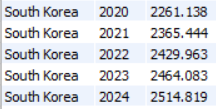 South Korea 2020 2261.138
South Korea 2021 2365.444
South Korea 2022 2429.963
South Korea 2023 2464.083
South Korea 2024 2514.819